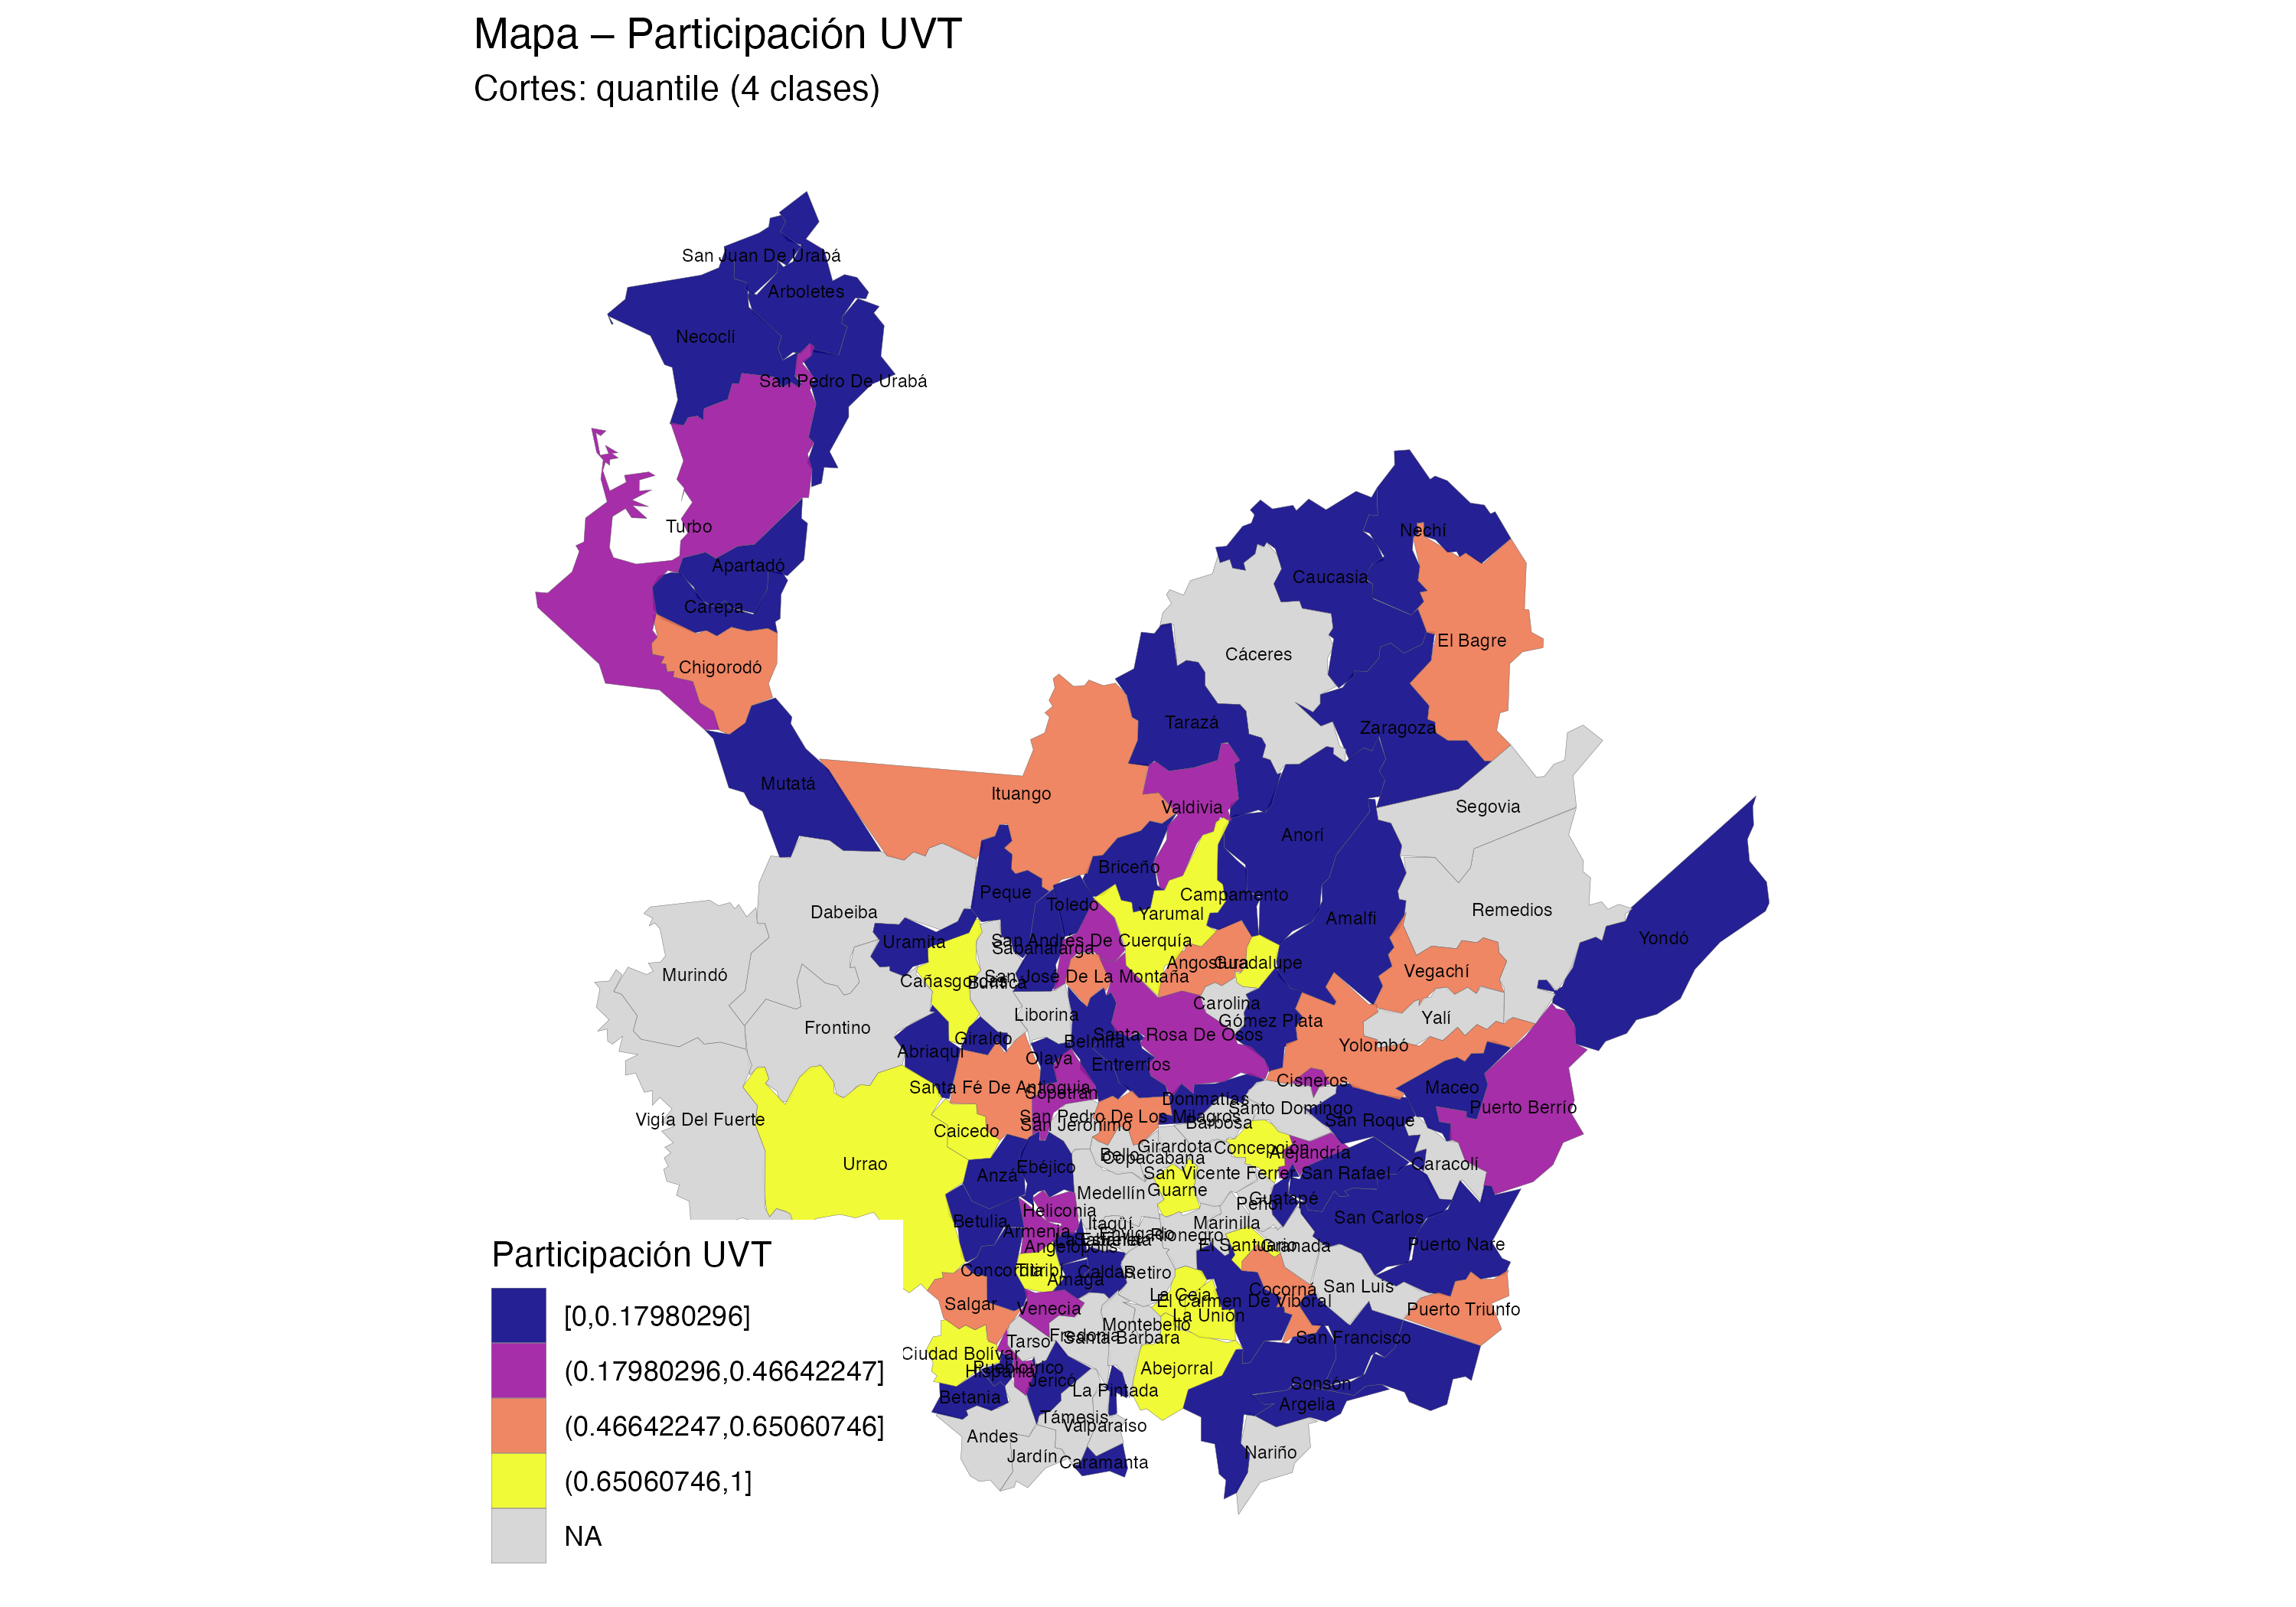 Mapa – Participación UVT
Cortes: quantile (4 clases)
San Juan De Urabá
Arboletes
Necoclí
San Pedro De Urabá
Turbo
Nechí
Apartadó
Caucasia
Carepa
El Bagre
Cáceres
Chigorodó
Tarazá
Zaragoza
Mutatá
Ituango
Segovia
Valdivia
Anorí
Briceño
Peque
Campamento
Toledo
Remedios
Dabeiba
Yarumal
Amalfi
Yondó
Uramita
San Andres De Cuerquía
Sabanalarga
Angostura
Guadalupe
Vegachí
Murindó
San José De La Montaña
Cañasgordas
Buriticá
Carolina
Liborina
Yalí
Gómez Plata
Frontino
Santa Rosa De Osos
Giraldo
Belmira
Yolombó
Abriaquí
Olaya
Entrerríos
Cisneros
Santa Fé De Antioquia
Maceo
Sopetrán
Donmatías
Santo Domingo
Puerto Berrío
San Pedro De Los Milagros
Vigía Del Fuerte
San Roque
Barbosa
San Jerónimo
Caicedo
Girardota
Concepción
Alejandría
Bello
Copacabana
Urrao
Caracolí
Ebéjico
San Vicente Ferrer
San Rafael
Anzá
Guarne
Medellín
Guatapé
Peñol
Heliconia
San Carlos
Betulia
Itagüí
Marinilla
Armenia
Envigado
Rionegro
La Estrella
Sabaneta
Angelópolis
El Santuario
Granada
Puerto Nare
Concordia
Titiribí
Caldas
Retiro
Amagá
San Luis
Cocorná
La Ceja
El Carmen De Viboral
Salgar
Venecia
Puerto Triunfo
La Unión
Montebello
Fredonia
Santa Bárbara
San Francisco
Tarso
Ciudad Bolívar
Pueblorrico
Hispania
Abejorral
Jericó
Sonsón
La Pintada
Betania
Argelia
Támesis
Valparaíso
Andes
Nariño
Jardín
Caramanta
Participación UVT
[0,0.17980296]
(0.17980296,0.46642247]
(0.46642247,0.65060746]
(0.65060746,1]
NA